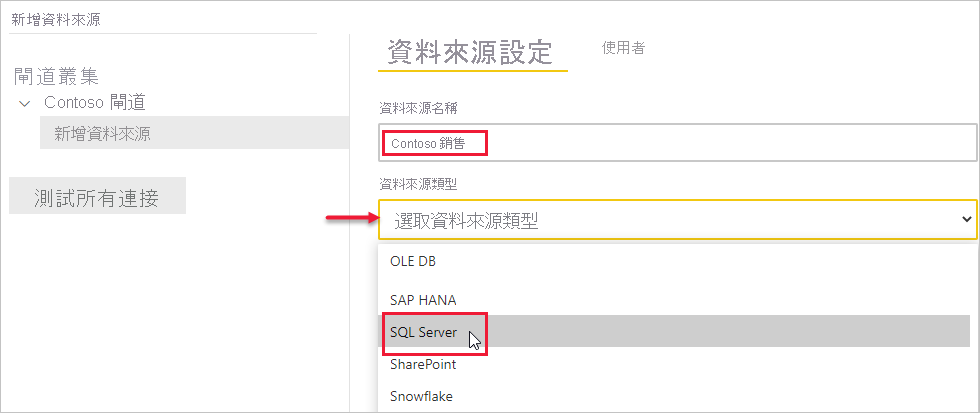 新增資料來源
閘道叢集
Contoso 閘道
新增資料來源
測試所有連接
資料來源設定
使用者
資料來源名稱
Contoso 銷售
資料來源類型
選取資料來源類型
OLE DB
SAP HANA
SQL Server
SharePoint
Snowflake